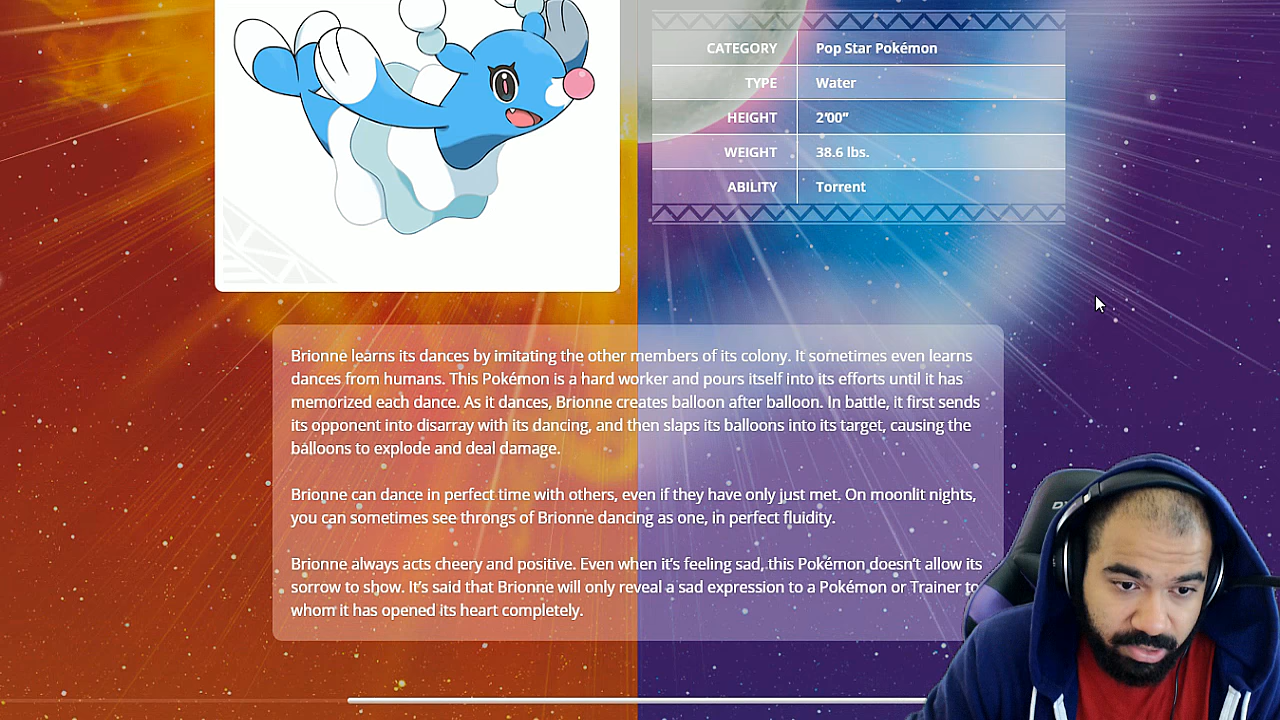 CATEGORY Pop Star Pokémon
TYPE Water
HEIGHT 2'00"
WEIGHT 38.6 lbs.
ABILITY Torrent
Brionne learns its dances by imitating the other members of its colony. It sometimes even learns
dances from humans. This Pokémon is a hard worker and pours itself into its efforts until it has
memorized each dance. As it dances, Brionne creates balloon after balloon. In battle, it first sends
its opponent into disarray with its dancing, and then slaps its balloons into its target, causing the
balloons to explode and deal damage.
Brionne can dance in perfect time with others, even if they have only just met. On moonlit nights,
you can sometimes see throngs of Brionne dancing as one, in perfect fluidity.
Brionne always acts cheery and positive. Even when it's feeling sad, this Pokémon doesn't allow its
sorrow to show. It's said that Brionne will only reveal a sad expression to a Pokémon or Trainer to
whom it has opened its heart completely.